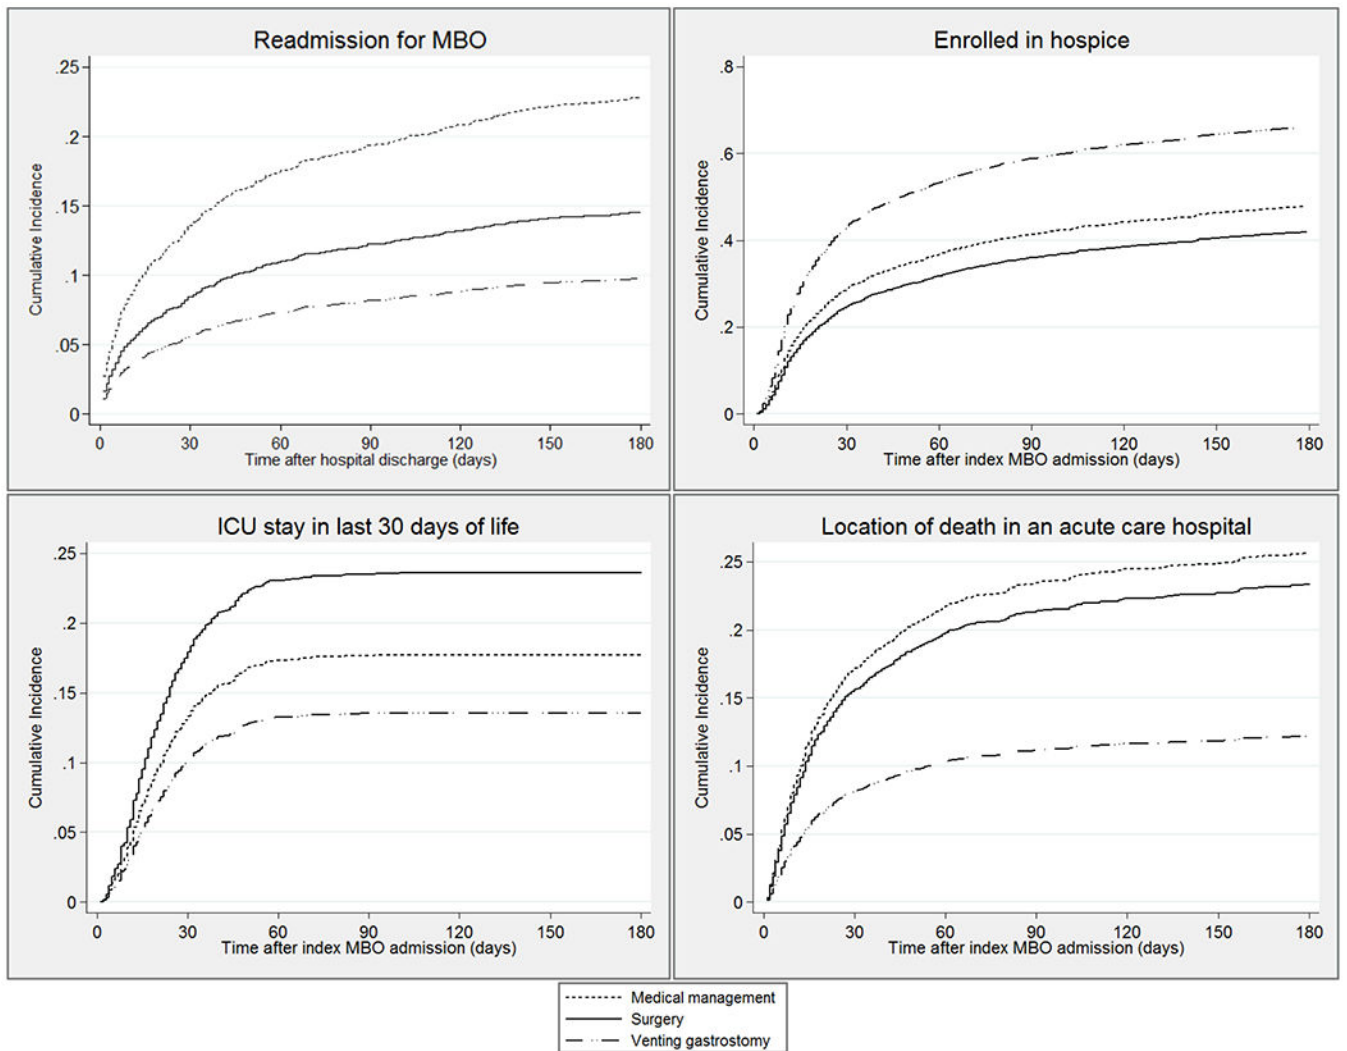 Readmission for MBO
.25
.2
.15
.1
.05
0
Cumulative Incidence
0 30 60 90 120 150 180
Time after hospital discharge (days)
Enrolled in hospice
.8
.6
.4
.2
0
Cumulative Incidence
0 30 60 90 120 150 180
Time after index MBO admission (days)
ICU stay in last 30 days of life
.25
.2
.15
.1
.05
0
Cumulative Incidence
0 30 60 90 120 150 180
Time after index MBO admission (days)
Location of death in an acute care hospital
.25
.2
.15
.1
.05
0
Cumulative Incidence
0 30 60 90 120 150 180
Time after index MBO admission (days)
Medical management
Surgery
Venting gastrostomy